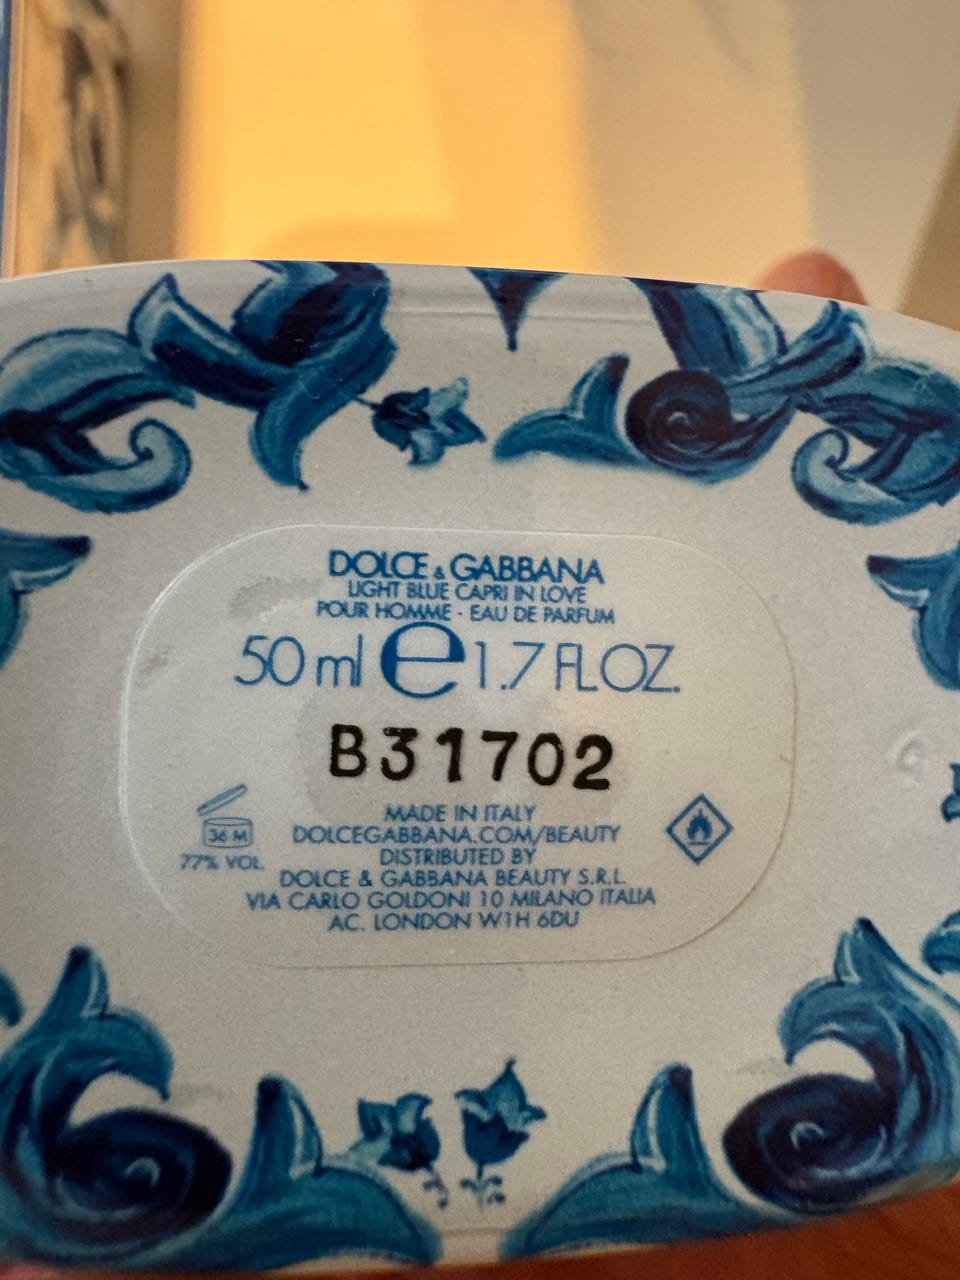 DOLCE & GABBANA
LIGHT BLUE CAPRI IN LOVE
POUR HOMME - EAU DE PARFUM
50 ml e 1.7 FL.OZ.
B31702
MADE IN ITALY
DOLCEGABBANA.COM/BEAUTY
36 M
DISTRIBUTED BY
77% VOL.
DOLCE & GABBANA BEAUTY S.R.L.
VIA CARLO GOLDONI 10 MILANO ITALIA
AC. LONDON W1H 6DU